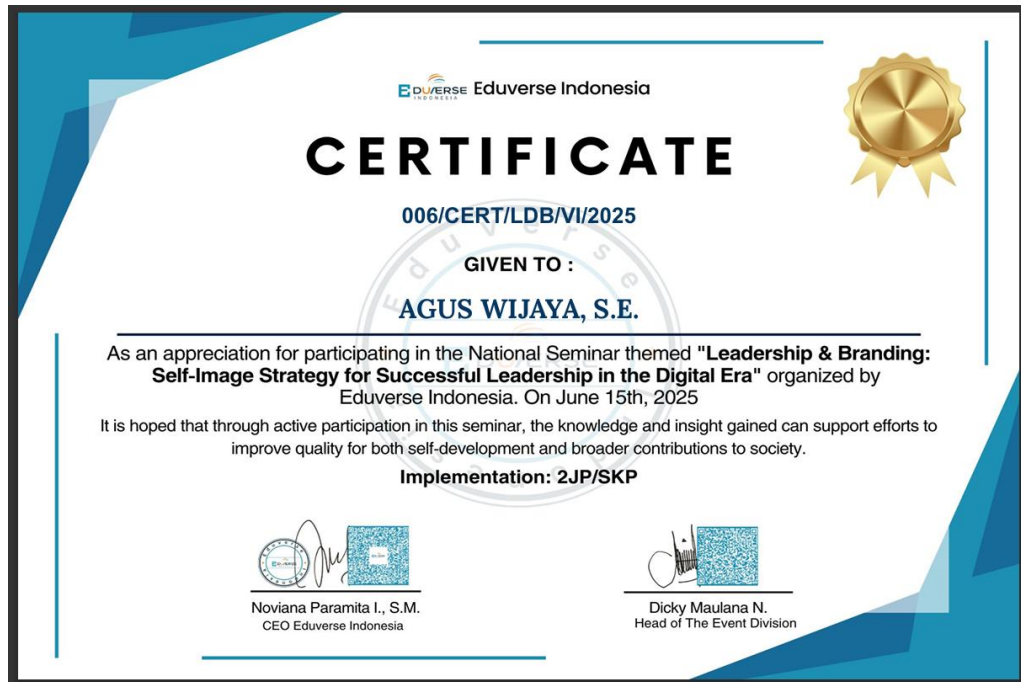 EDUVERSE INDONESIA Eduverse Indonesia
CERTIFICATE
006/CERT/LDB/VI/2025
GIVEN TO :
AGUS WIJAYA, S.E.
As an appreciation for participating in the National Seminar themed "Leadership & Branding:
Self-Image Strategy for Successful Leadership in the Digital Era" organized by
Eduverse Indonesia. On June 15th, 2025
It is hoped that through active participation in this seminar, the knowledge and insight gained can support efforts to
improve quality for both self-development and broader contributions to society.
Implementation: 2JP/SKP
Eduverse Indonesia
EDUVERSE
Noviana Paramita I., S.M.
CEO Eduverse Indonesia
Dicky Maulana N.
Head of The Event Division